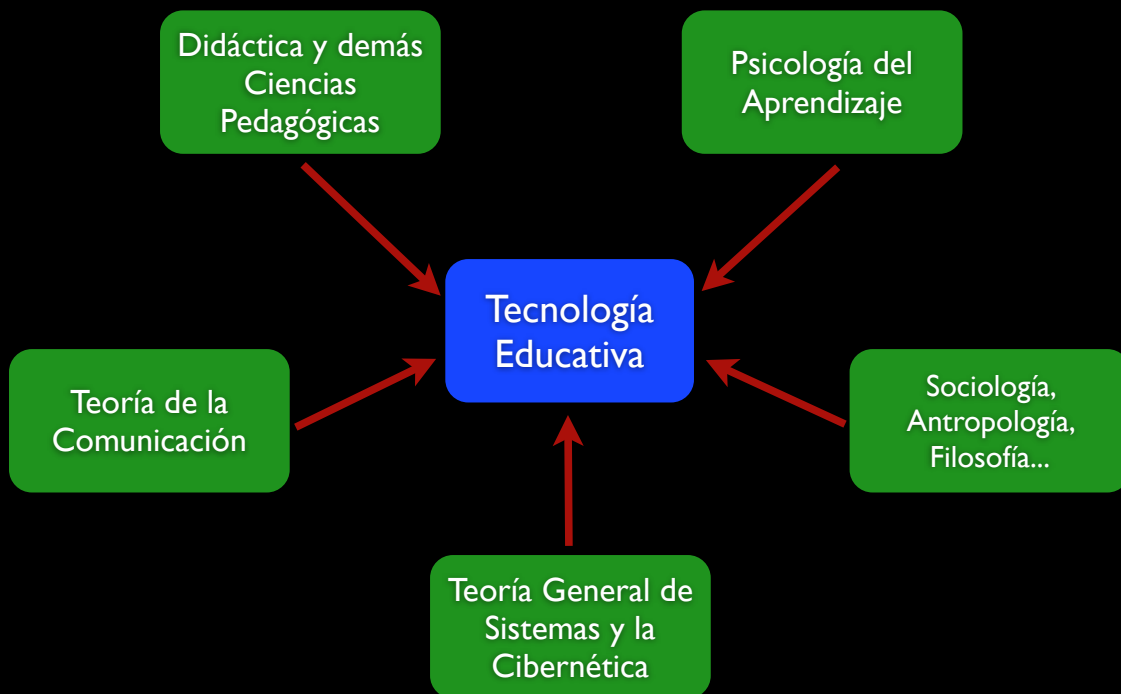 Didáctica y demás
Ciencias
Pedagógicas
Psicología del
Aprendizaje
Tecnología
Educativa
Teoría de la
Comunicación
Sociología,
Antropología,
Filosofía...
Teoría General de
Sistemas y la
Cibernética